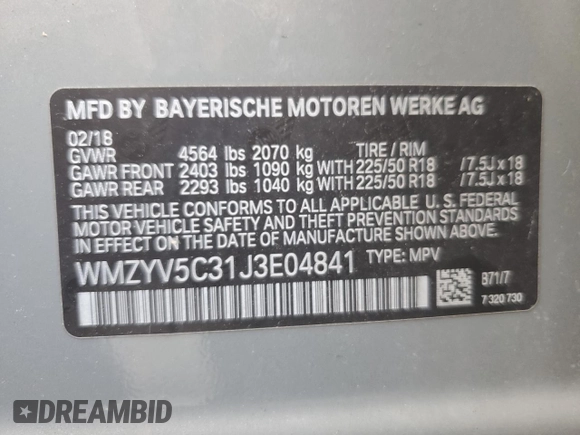 MFD BY BAYERISCHE MOTOREN WERKE AG
02/18
GVWR 4564 lbs 2070 kg TIRE / RIM
GAWR FRONT 2403 lbs 1090 kg WITH 225/50 R18 /7.5J x 18
GAWR REAR 2293 lbs 1040 kg WITH 225/50 R18 /7.5J x 18
THIS VEHICLE CONFORMS TO ALL APPLICABLE U. S. FEDERAL
MOTOR VEHICLE SAFETY AND THEFT PREVENTION STANDARDS
IN EFFECT ON THE DATE OF MANUFACTURE SHOWN ABOVE.
WMZYV5C31J3E04841 TYPE: MPV
B71/7
7 320 730
DREAMBID